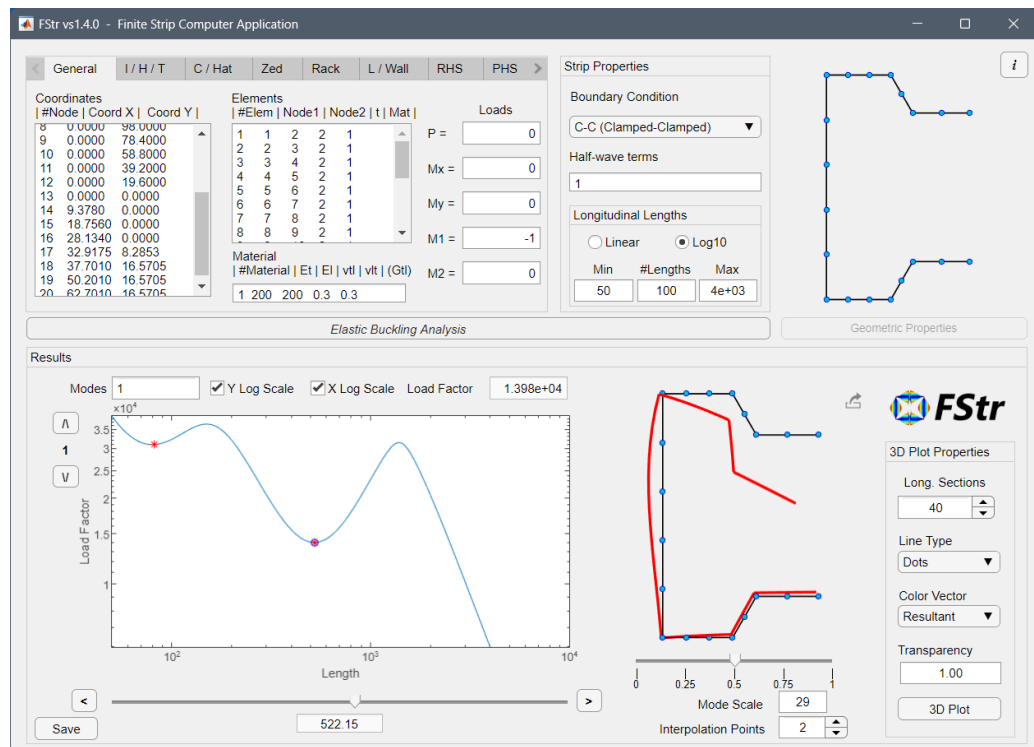 FStr vs1.4.0 - Finite Strip Computer Application
General I / H / T C / Hat Zed Rack L / Wall RHS PHS
Coordinates
| #Node | Coord X | Coord Y |
8 0.0000 98.0000
9 0.0000 78.4000
10 0.0000 58.8000
11 0.0000 39.2000
12 0.0000 19.6000
13 0.0000 0.0000
14 9.3780 0.0000
15 18.7560 0.0000
16 28.1340 0.0000
17 32.9175 8.2853
18 37.7010 16.5705
19 50.2010 16.5705
20 62.7010 16.5705
Elements
| #Elem | Node1 | Node2 | t | Mat |
1 1 2 2 1
2 2 3 2 1
3 3 4 2 1
4 4 5 2 1
5 5 6 2 1
6 6 7 2 1
7 7 8 2 1
8 8 9 2 1
Material
| #Material | Et | El | vtl | vlt | (Gtl)
1 200 200 0.3 0.3
Loads
P = 0
Mx = 0
My = 0
M1 = -1
M2 = 0
Strip Properties
Boundary Condition
C-C (Clamped-Clamped)
Half-wave terms
1
Longitudinal Lengths
Linear Log10
Min #Lengths Max
50 100 4e+03
i
Elastic Buckling Analysis
Geometric Properties
Results
Modes 1 Y Log Scale X Log Scale Load Factor 1.398e+04
/\
1
\/
×10⁴
3.5
3
2.5
2
1.5
1
Load Factor
10² 10³ 10⁴
Length
< >
Save
522.15
0 0.25 0.5 0.75 1
Mode Scale 29
Interpolation Points 2
FStr
3D Plot Properties
Long. Sections
40
Line Type
Dots
Color Vector
Resultant
Transparency
1.00
3D Plot